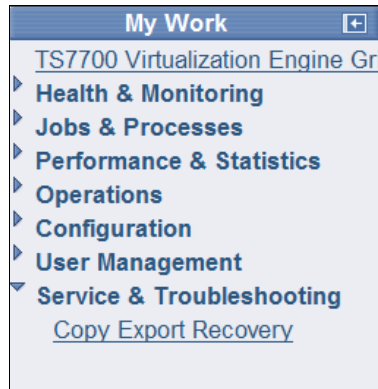 My Work
TS7700 Virtualization Engine Gr
Health & Monitoring
Jobs & Processes
Performance & Statistics
Operations
Configuration
User Management
Service & Troubleshooting
Copy Export Recovery